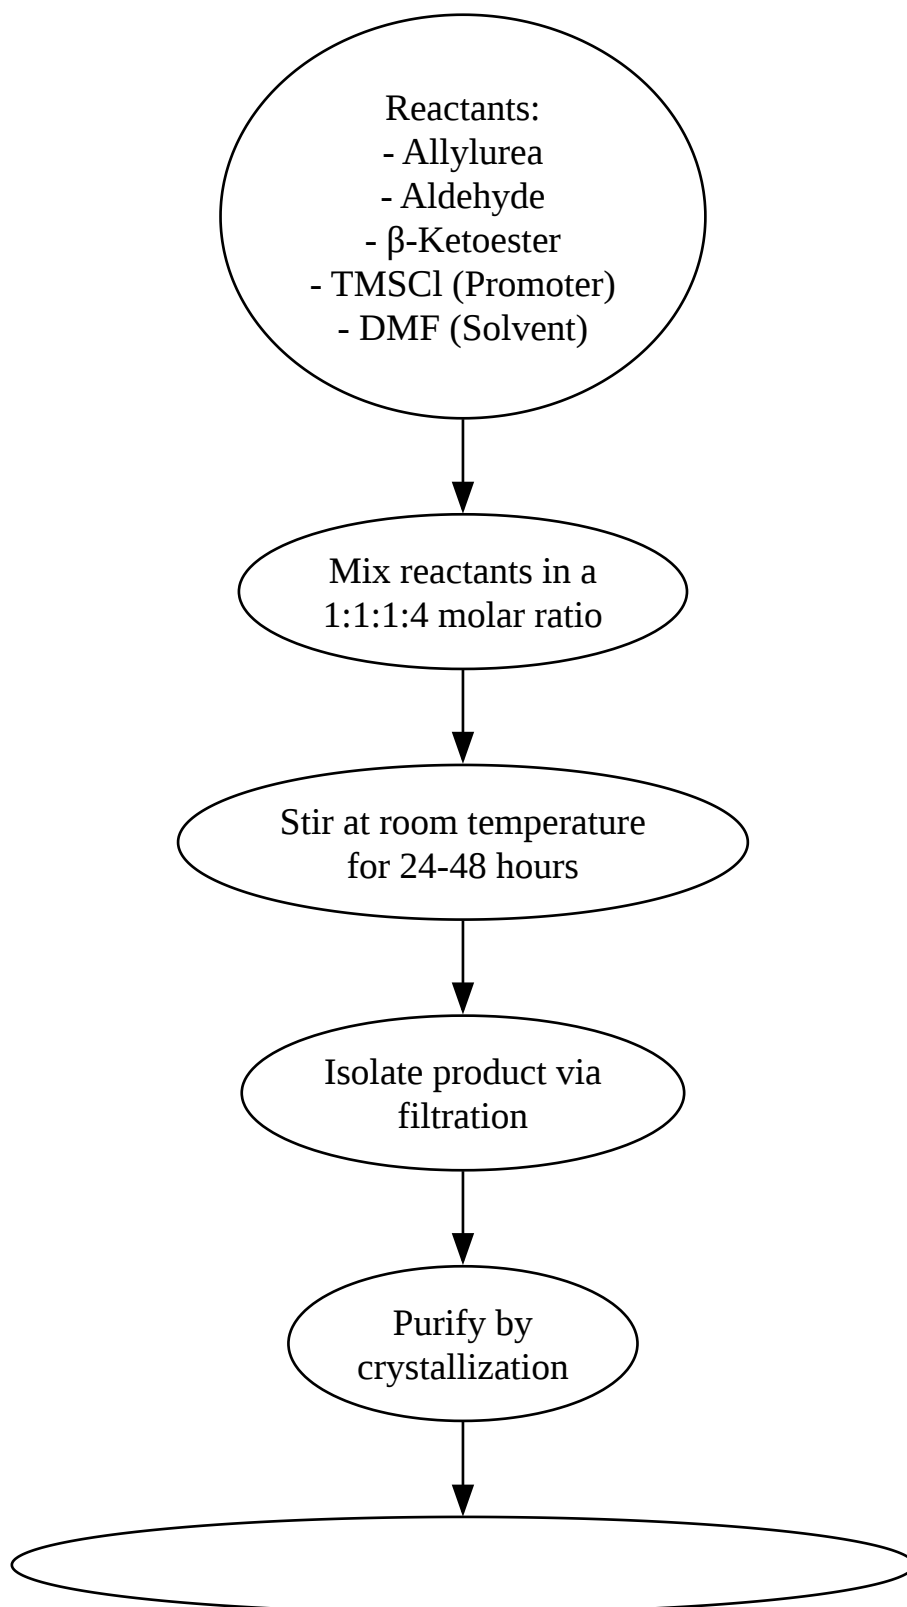 Reactants:
- Allylurea
- Aldehyde
- β-Ketoester
- TMSCl (Promoter)
- DMF (Solvent)
Mix reactants in a
1:1:1:4 molar ratio
Stir at room temperature
for 24-48 hours
Isolate product via
filtration
Purify by
crystallization